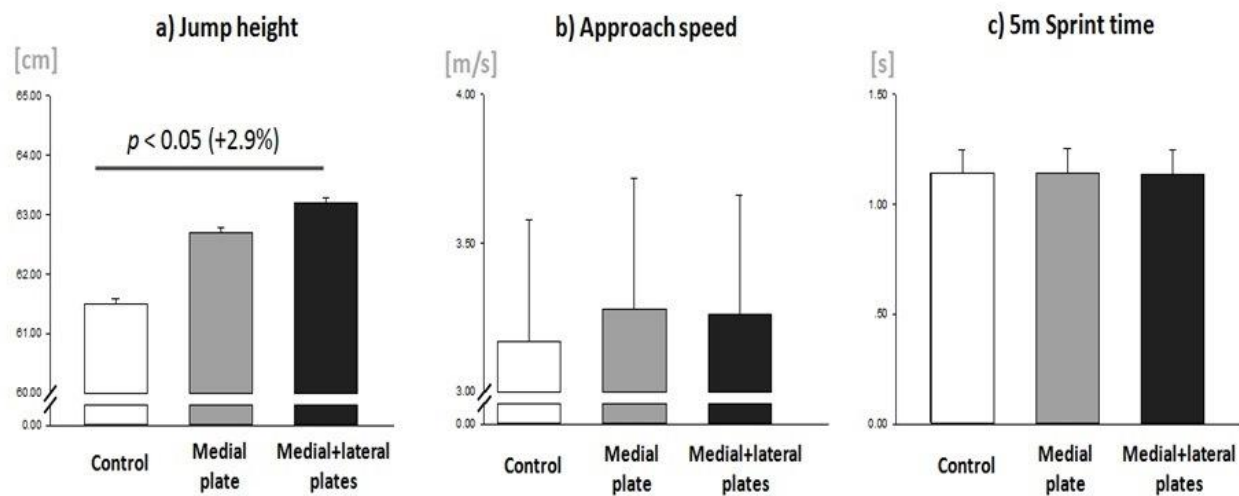 a) Jump height
[cm]
65.00
64.00
63.00
62.00
61.00
60.00
0.00
p < 0.05 (+2.9%)
Control
Medial
plate
Medial+lateral
plates
b) Approach speed
[m/s]
4.00
3.50
3.00
0.00
Control
Medial
plate
Medial+lateral
plates
c) 5m Sprint time
[s]
1.50
1.00
.50
0.00
Control
Medial
plate
Medial+lateral
plates